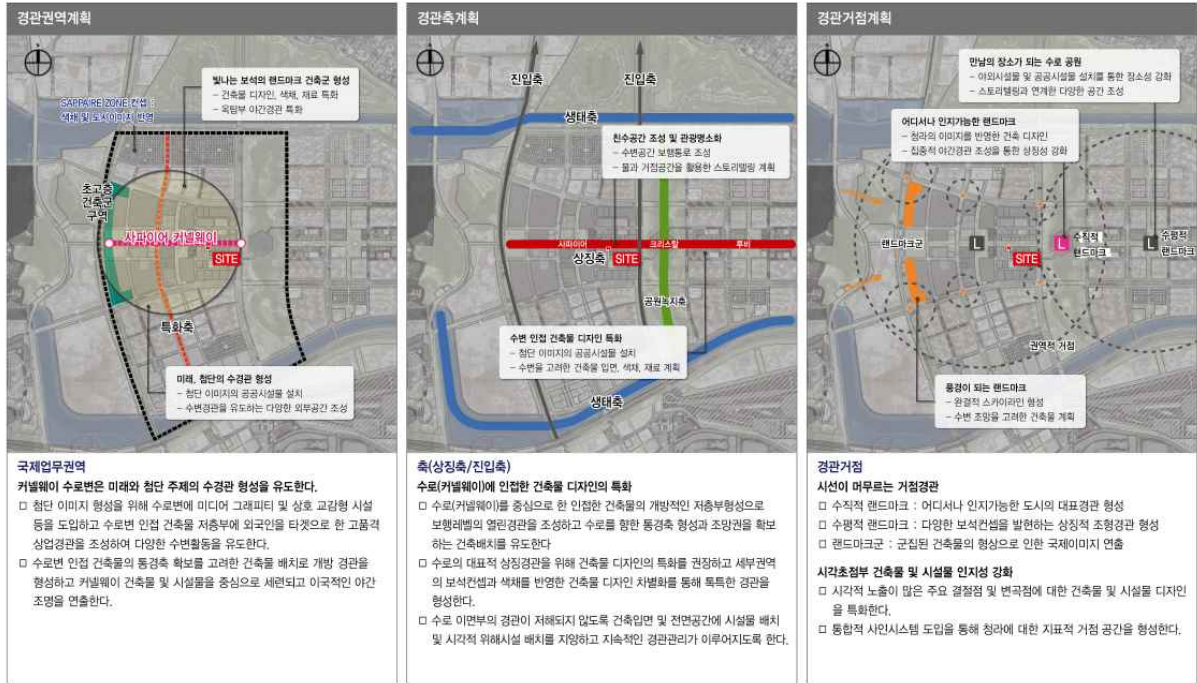 경관권역계획
빛나는 보석의 랜드마크 건축군 형성
- 건축물 디자인, 색채, 재료 특화
- 옥탑부 야간경관 특화
SAPPAIRE ZONE 컨셉 :
색채 및 도시이미지 반영
초고층
건축군
구역
사파이어 커넬웨이
SITE
특화축
미래, 첨단의 수경관 형성
- 첨단 이미지의 공공시설물 설치
- 수변경관을 유도하는 다양한 외부공간 조성
국제업무권역
커넬웨이 수로변은 미래와 첨단 주제의 수경관 형성을 유도한다.
□ 첨단 이미지 형성을 위해 수로변에 미디어 그래피티 및 상호 교감형 시설
등을 도입하고 수로변 인접 건축물 저층부에 외국인을 타겟으로 한 고품격
상업경관을 조성하여 다양한 수변활동을 유도한다.
□ 수로변 인접 건축물의 통경축 확보를 고려한 건축물 배치로 개방 경관을
형성하고 커넬웨이 건축물 및 시설물을 중심으로 세련되고 이국적인 야간
조명을 연출한다.
경관축계획
진입축
진입축
생태축
친수공간 조성 및 관광명소화
- 수변공간 보행통로 조성
- 물과 거점공간을 활용한 스토리텔링 계획
사파이어
크리스탈
루비
상징축
SITE
공원녹지축
수변 인접 건축물 디자인 특화
- 첨단 이미지의 공공시설물 설치
- 수변을 고려한 건축물 입면, 색채, 재료 계획
생태축
축(상징축/진입축)
수로(커넬웨이)에 인접한 건축물 디자인의 특화
□ 수로(커넬웨이)를 중심으로 한 인접한 건축물의 개방적인 저층부형성으로
보행레벨의 열린경관을 조성하고 수로를 향한 통경축 형성과 조망권을 확보
하는 건축배치를 유도한다
□ 수로의 대표적 상징경관을 위해 건축물 디자인의 특화를 권장하고 세부권역
의 보석컨셉과 색채를 반영한 건축물 디자인 차별화를 통해 톡특한 경관을
형성한다.
□ 수로 이면부의 경관이 저해되지 않도록 건축입면 및 전면공간에 시설물 배치
및 시각적 위해시설 배치를 지양하고 지속적인 경관관리가 이루어지도록 한다.
경관거점계획
만남의 장소가 되는 수로 공원
- 야외시설물 및 공공시설물 설치를 통한 장소성 강화
- 스토리텔링과 연계한 다양한 공간 조성
어디서나 인지가능한 랜드마크
- 청라의 이미지를 반영한 건축 디자인
- 집중적 야간경관 조성을 통한 상징성 강화
랜드마크군
L
SITE
L
수직적
랜드마크
L
수평적
랜드마크
권역적 거점
풍경이 되는 랜드마크
- 완결적 스카이라인 형성
- 수변 조망을 고려한 건축물 계획
경관거점
시선이 머무르는 거점경관
□ 수직적 랜드마크 : 어디서나 인지가능한 도시의 대표경관 형성
□ 수평적 랜드마크 : 다양한 보석컨셉을 발현하는 상징적 조형경관 형성
□ 랜드마크군 : 군집된 건축물의 형상으로 인한 국제이미지 연출
시각초점부 건축물 및 시설물 인지성 강화
□ 시각적 노출이 많은 주요 결절점 및 변곡점에 대한 건축물 및 시설물 디자인
을 특화한다.
□ 통합적 사인시스템 도입을 통해 청라에 대한 지표적 거점 공간을 형성한다.